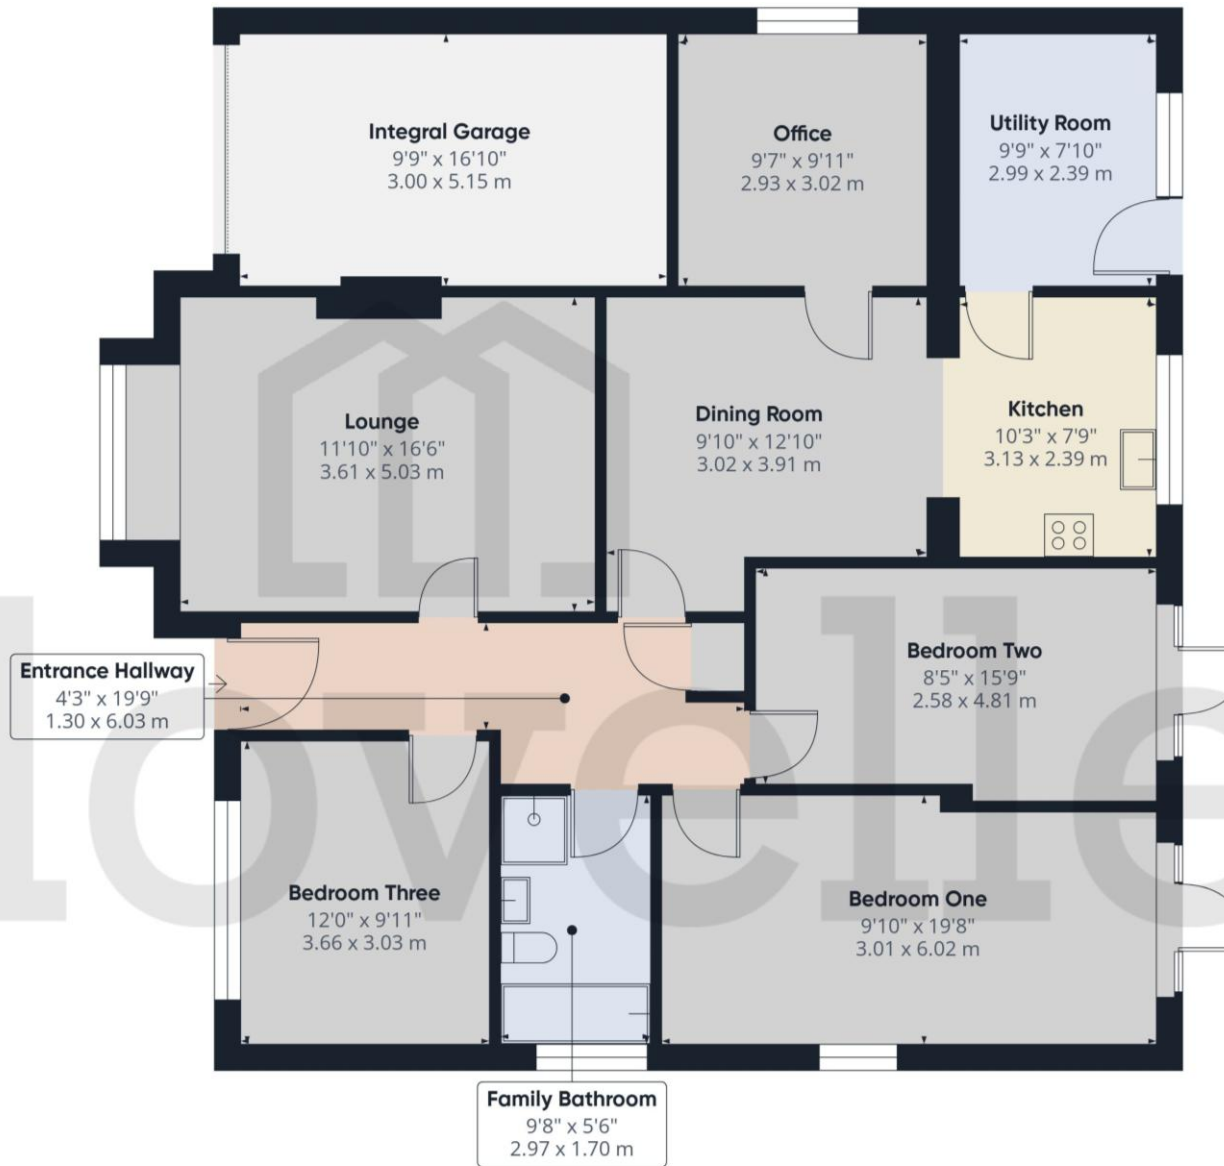 Integral Garage
9'9" x 16'10"
3.00 x 5.15 m
Office
9'7" x 9'11"
2.93 x 3.02 m
Utility Room
9'9" x 7'10"
2.99 x 2.39 m
Lounge
11'10" x 16'6"
3.61 x 5.03 m
Dining Room
9'10" x 12'10"
3.02 x 3.91 m
Kitchen
10'3" x 7'9"
3.13 x 2.39 m
Entrance Hallway
4'3" x 19'9"
1.30 x 6.03 m
Bedroom Two
8'5" x 15'9"
2.58 x 4.81 m
Bedroom Three
12'0" x 9'11"
3.66 x 3.03 m
Bedroom One
9'10" x 19'8"
3.01 x 6.02 m
Family Bathroom
9'8" x 5'6"
2.97 x 1.70 m
lovelle